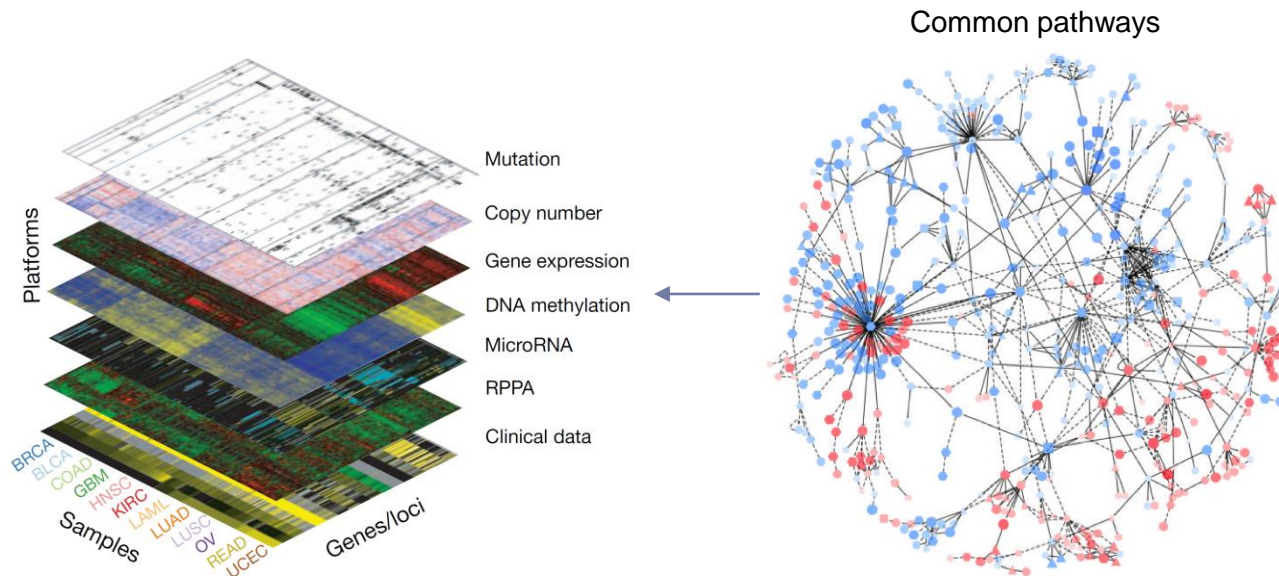 Common pathways
Mutation
Copy number
Gene expression
DNA methylation
MicroRNA
RPPA
Clinical data
Platforms
BRCA
BLCA
COAD
GBM
HNSC
KIRC
LAML
LUAD
LUSC
OV
READ
UCEC
Samples
Genes/loci